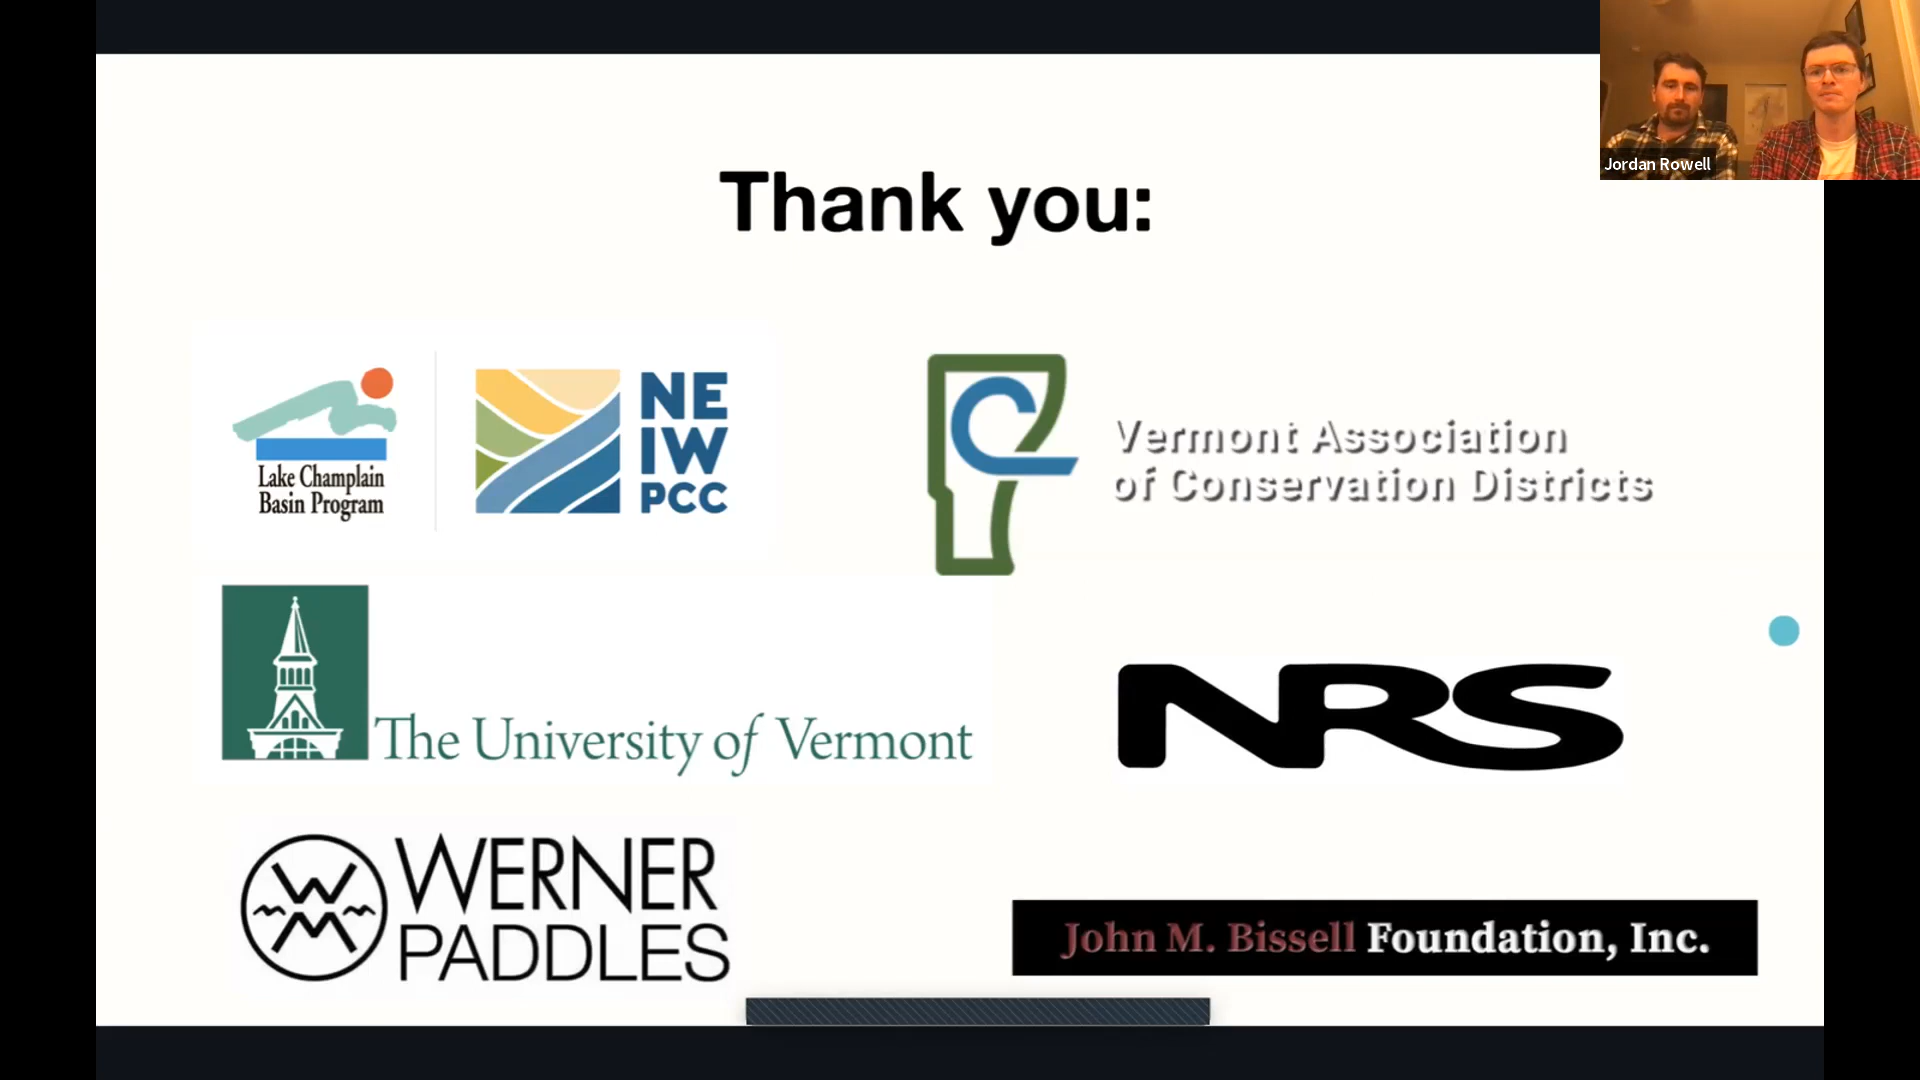 Jordan Rowell
Thank you:
Lake Champlain
Basin Program
NE
IW
PCC
Vermont Association
of Conservation Districts
The University of Vermont
NRS
WERNER
PADDLES
John M. Bissell Foundation, Inc.